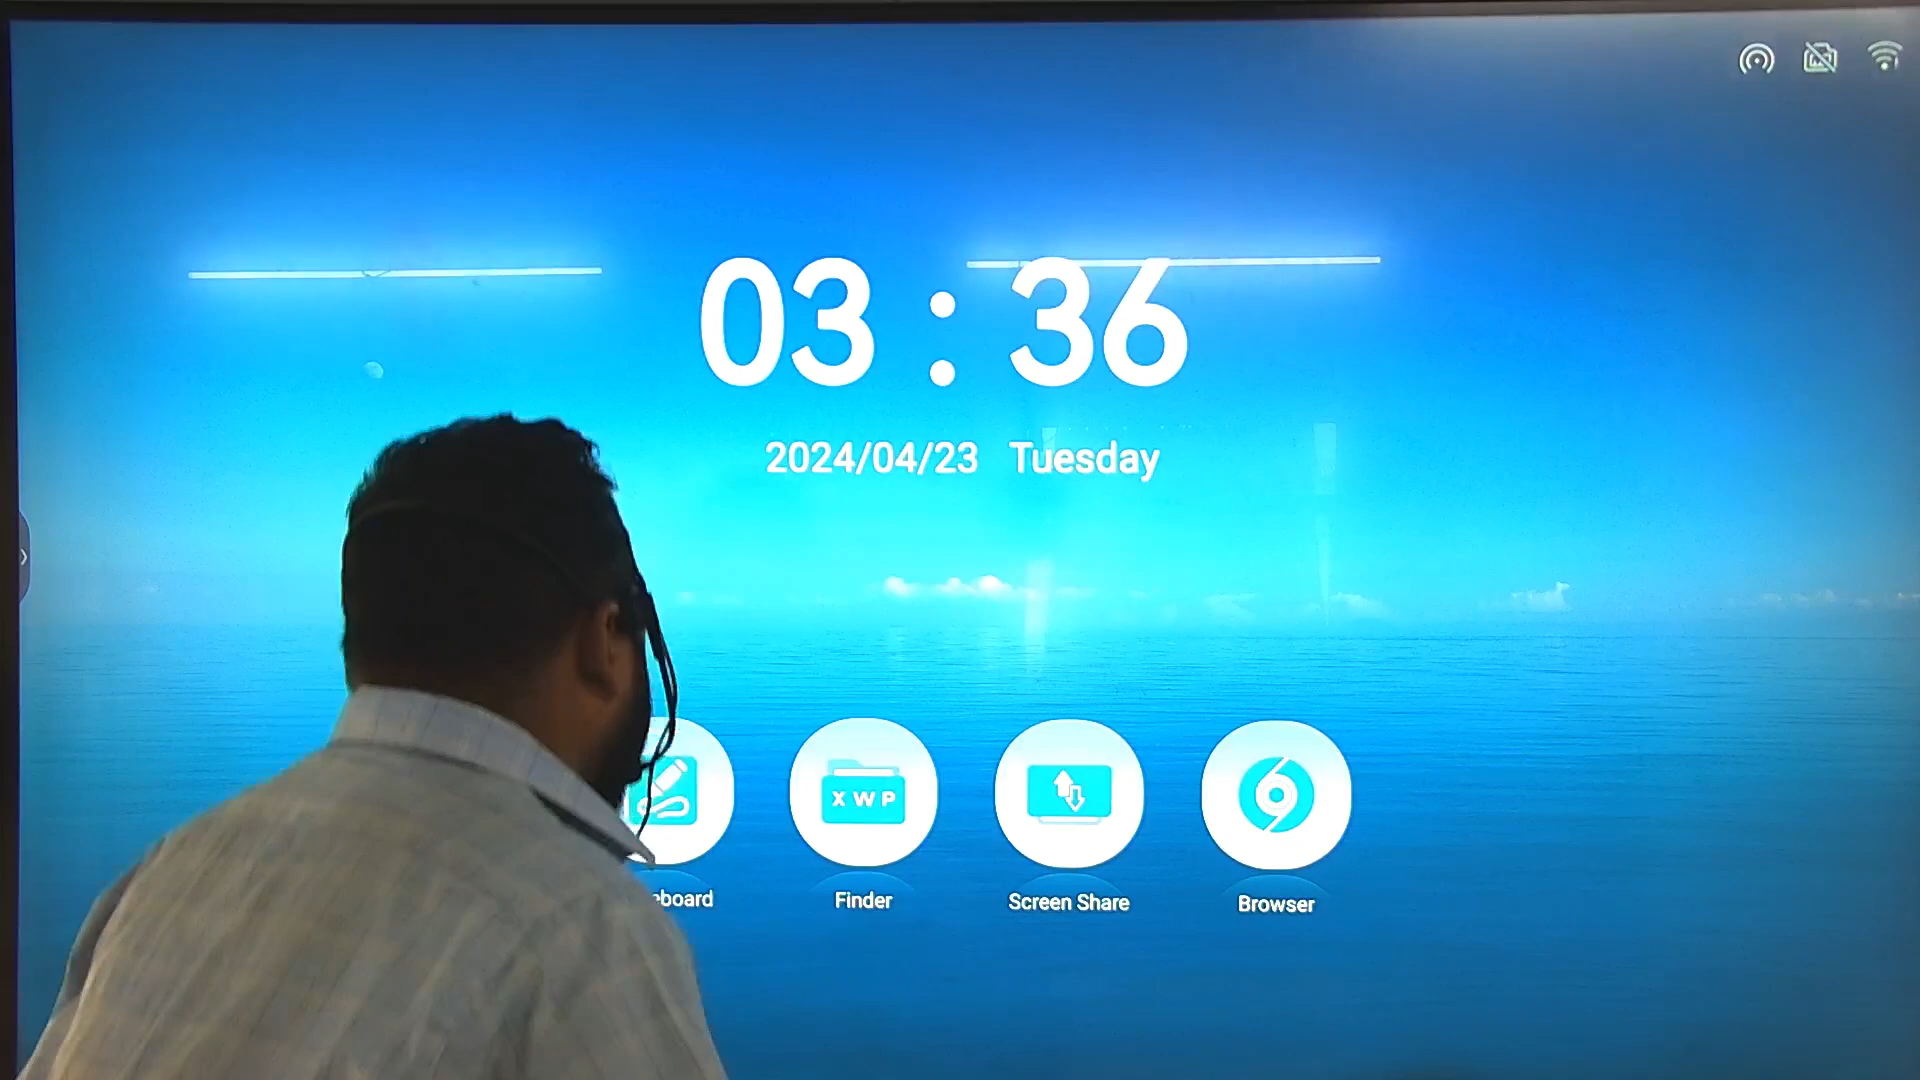 03 : 36
2024/04/23 Tuesday
X W P
Finder
Screen Share
Browser